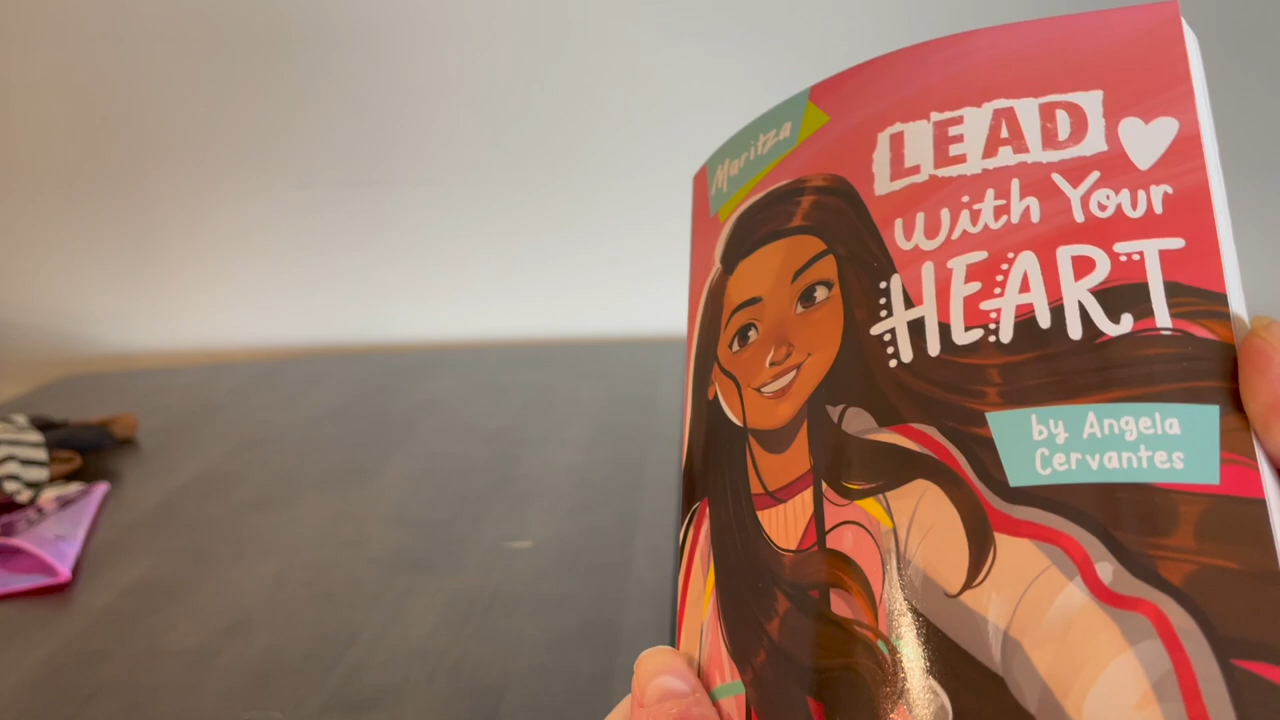 Maritza
LEAD
with Your
HEART
by Angela
Cervantes